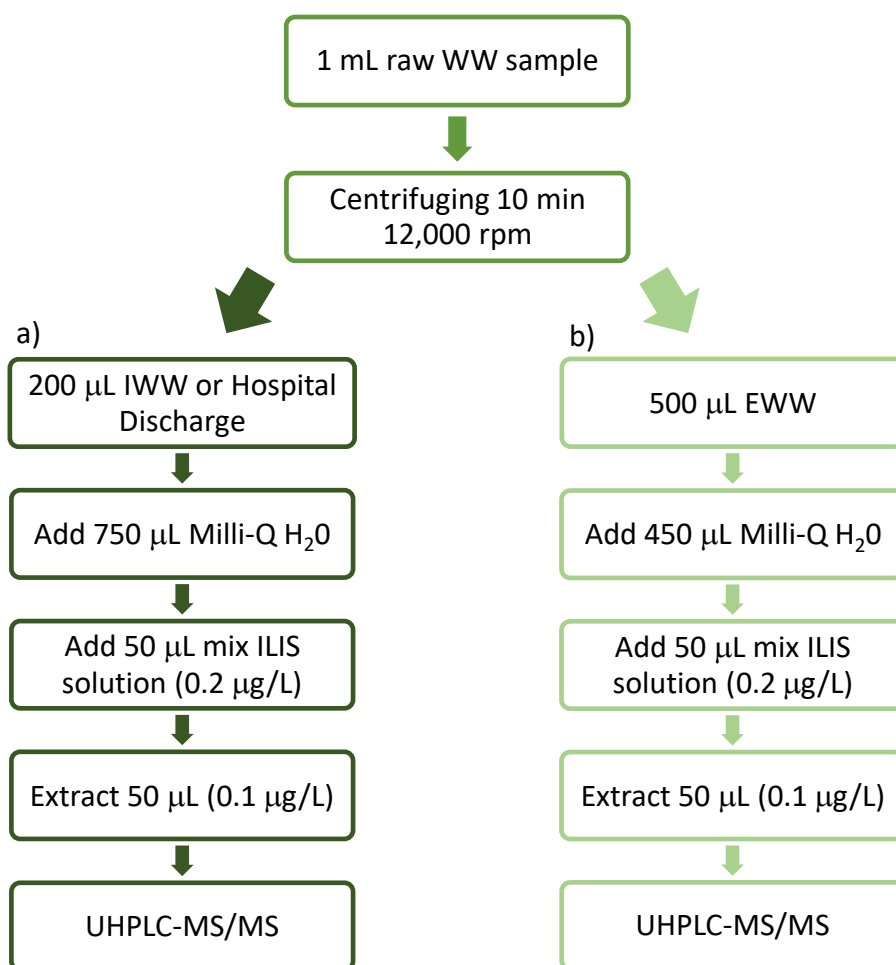 1 mL raw WW sample
Centrifuging 10 min
12,000 rpm
a)
200 μL IWW or Hospital
Discharge
Add 750 μL Milli-Q H₂0
Add 50 μL mix ILIS
solution (0.2 μg/L)
Extract 50 μL (0.1 μg/L)
UHPLC-MS/MS
b)
500 μL EWW
Add 450 μL Milli-Q H₂0
Add 50 μL mix ILIS
solution (0.2 μg/L)
Extract 50 μL (0.1 μg/L)
UHPLC-MS/MS